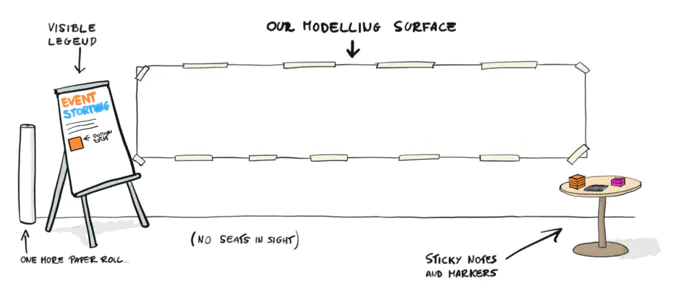 VISIBLE
LEGEND
OUR MODELLING SURFACE
EVENT
STORMING
DOMAIN
EVENT
(NO SEATS IN SIGHT)
ONE MORE PAPER ROLL...
STICKY NOTES
AND MARKERS